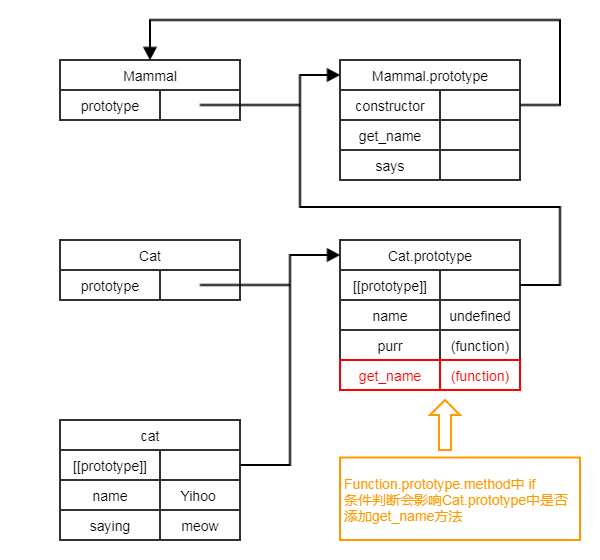 Mammal
prototype
Mammal.prototype
constructor
get_name
says
Cat
prototype
Cat.prototype
[[prototype]]
name undefined
purr (function)
get_name (function)
cat
[[prototype]]
name Yihoo
saying meow
Function.prototype.method中 if
条件判断会影响Cat.prototype中是否
添加get_name方法